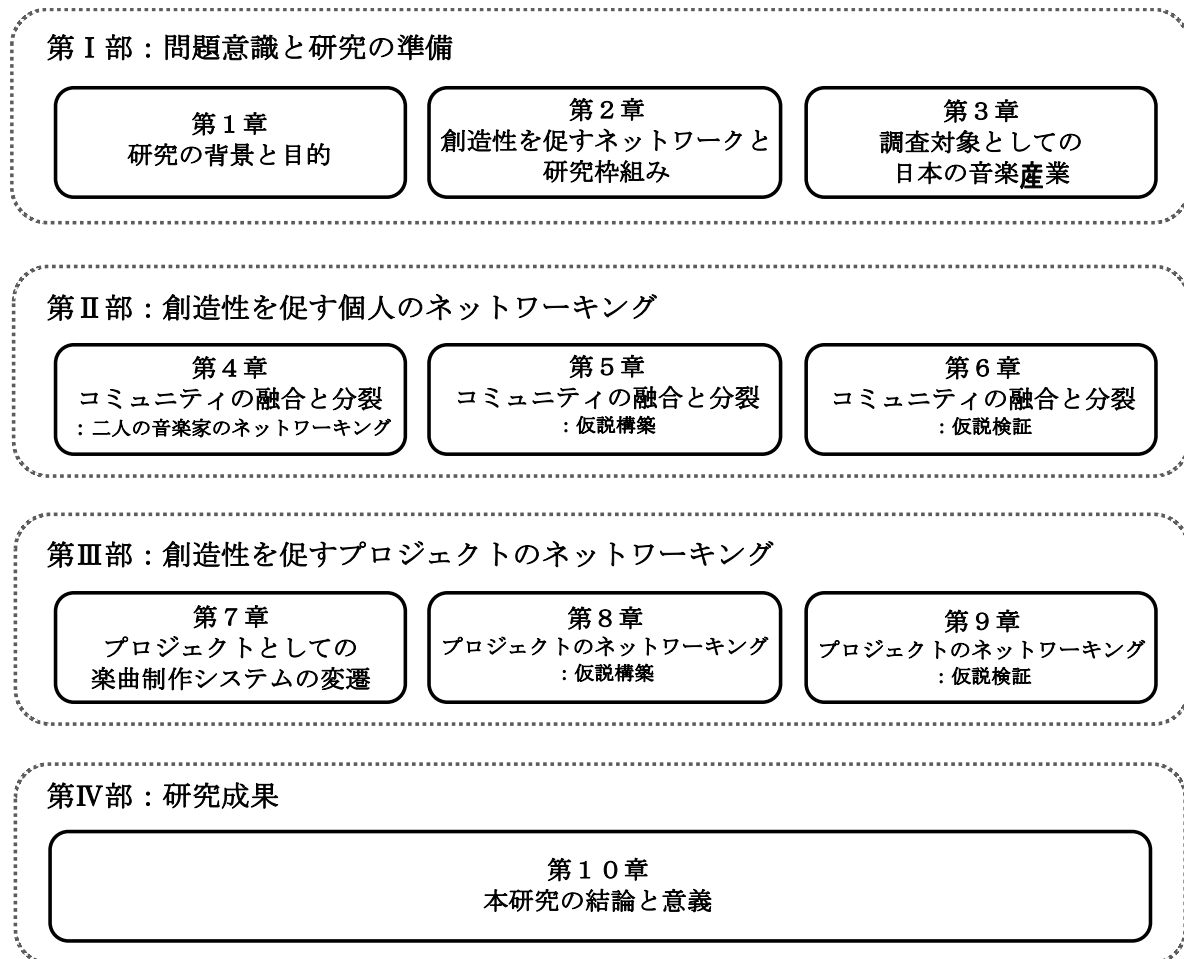 第Ⅰ部：問題意識と研究の準備
第１章
研究の背景と目的
第２章
創造性を促すネットワークと
研究枠組み
第３章
調査対象としての
日本の音楽産業
第Ⅱ部：創造性を促す個人のネットワーキング
第４章
コミュニティの融合と分裂
：二人の音楽家のネットワーキング
第５章
コミュニティの融合と分裂
：仮説構築
第６章
コミュニティの融合と分裂
：仮説検証
第Ⅲ部：創造性を促すプロジェクトのネットワーキング
第７章
プロジェクトとしての
楽曲制作システムの変遷
第８章
プロジェクトのネットワーキング
：仮説構築
第９章
プロジェクトのネットワーキング
：仮説検証
第Ⅳ部：研究成果
第１０章
本研究の結論と意義